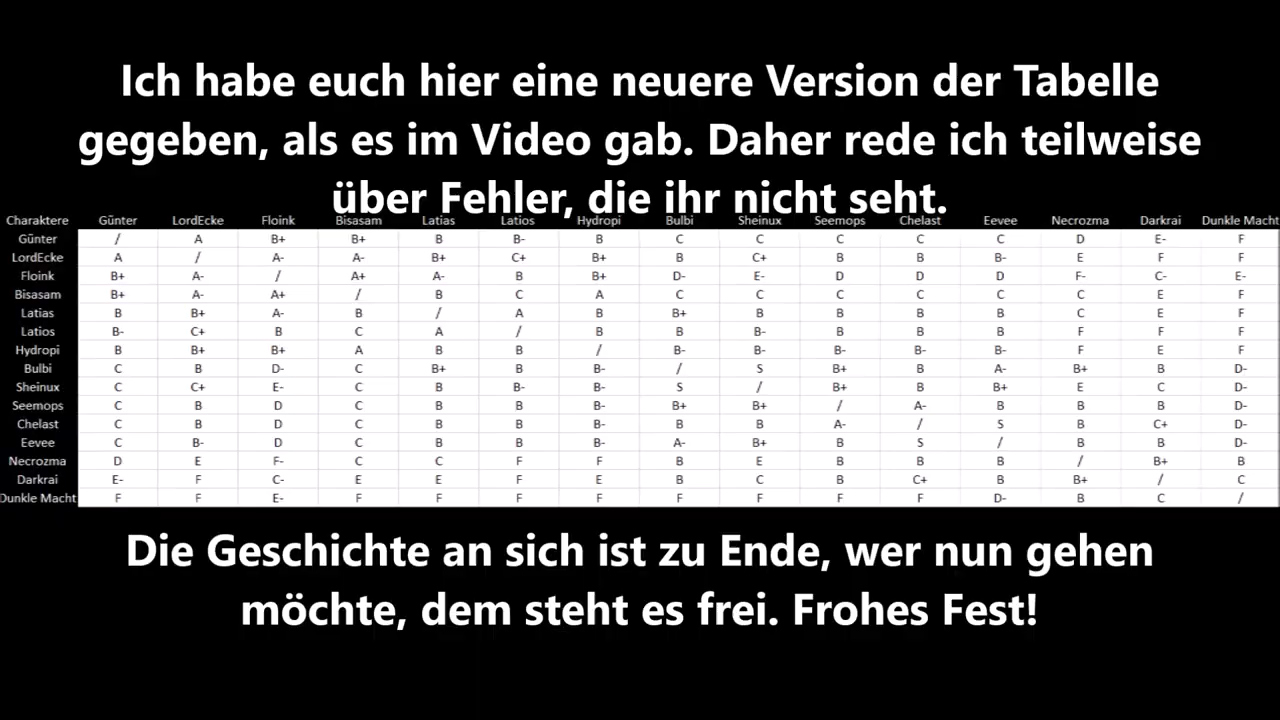 Ich habe euch hier eine neuere Version der Tabelle
gegeben, als es im Video gab. Daher rede ich teilweise
über Fehler, die ihr nicht seht.
Charaktere Günter LordEcke Floink Bisasam Latias Latios Hydropi Bulbi Sheinux Seemops Chelast Eevee Necrozma Darkrai Dunkle Macht
Günter / A B+ B+ B B- B C C C C C D E- F
LordEcke A / A- A- B+ C+ B+ B C+ B B B- E F F
Floink B+ A- / A+ A- B B+ D- E- D D D F- C- E-
Bisasam B+ A- A+ / B C A C C C C C C E F
Latias B B+ A- B / A B B+ B B B B C E F
Latios B- C+ B C A / B B B- B B B F F F
Hydropi B B+ B+ A B B / B- B- B- B- B- F E F
Bulbi C B D- C B+ B B- / S B+ B A- B+ B D-
Sheinux C C+ E- C B B- B- S / B+ B B+ E C D-
Seemops C B D C B B B- B+ B+ / A- B B B D-
Chelast C B D C B B B- B B A- / S B C+ D-
Eevee C B- D C B B B- A- B+ B S / B B D-
Necrozma D E F- C C F F B E B B B / B+ B
Darkrai E- F C- E E F E B C B C+ B B+ / C
Dunkle Macht F F E- F F F F F F F F D- B C /
Die Geschichte an sich ist zu Ende, wer nun gehen
möchte, dem steht es frei. Frohes Fest!